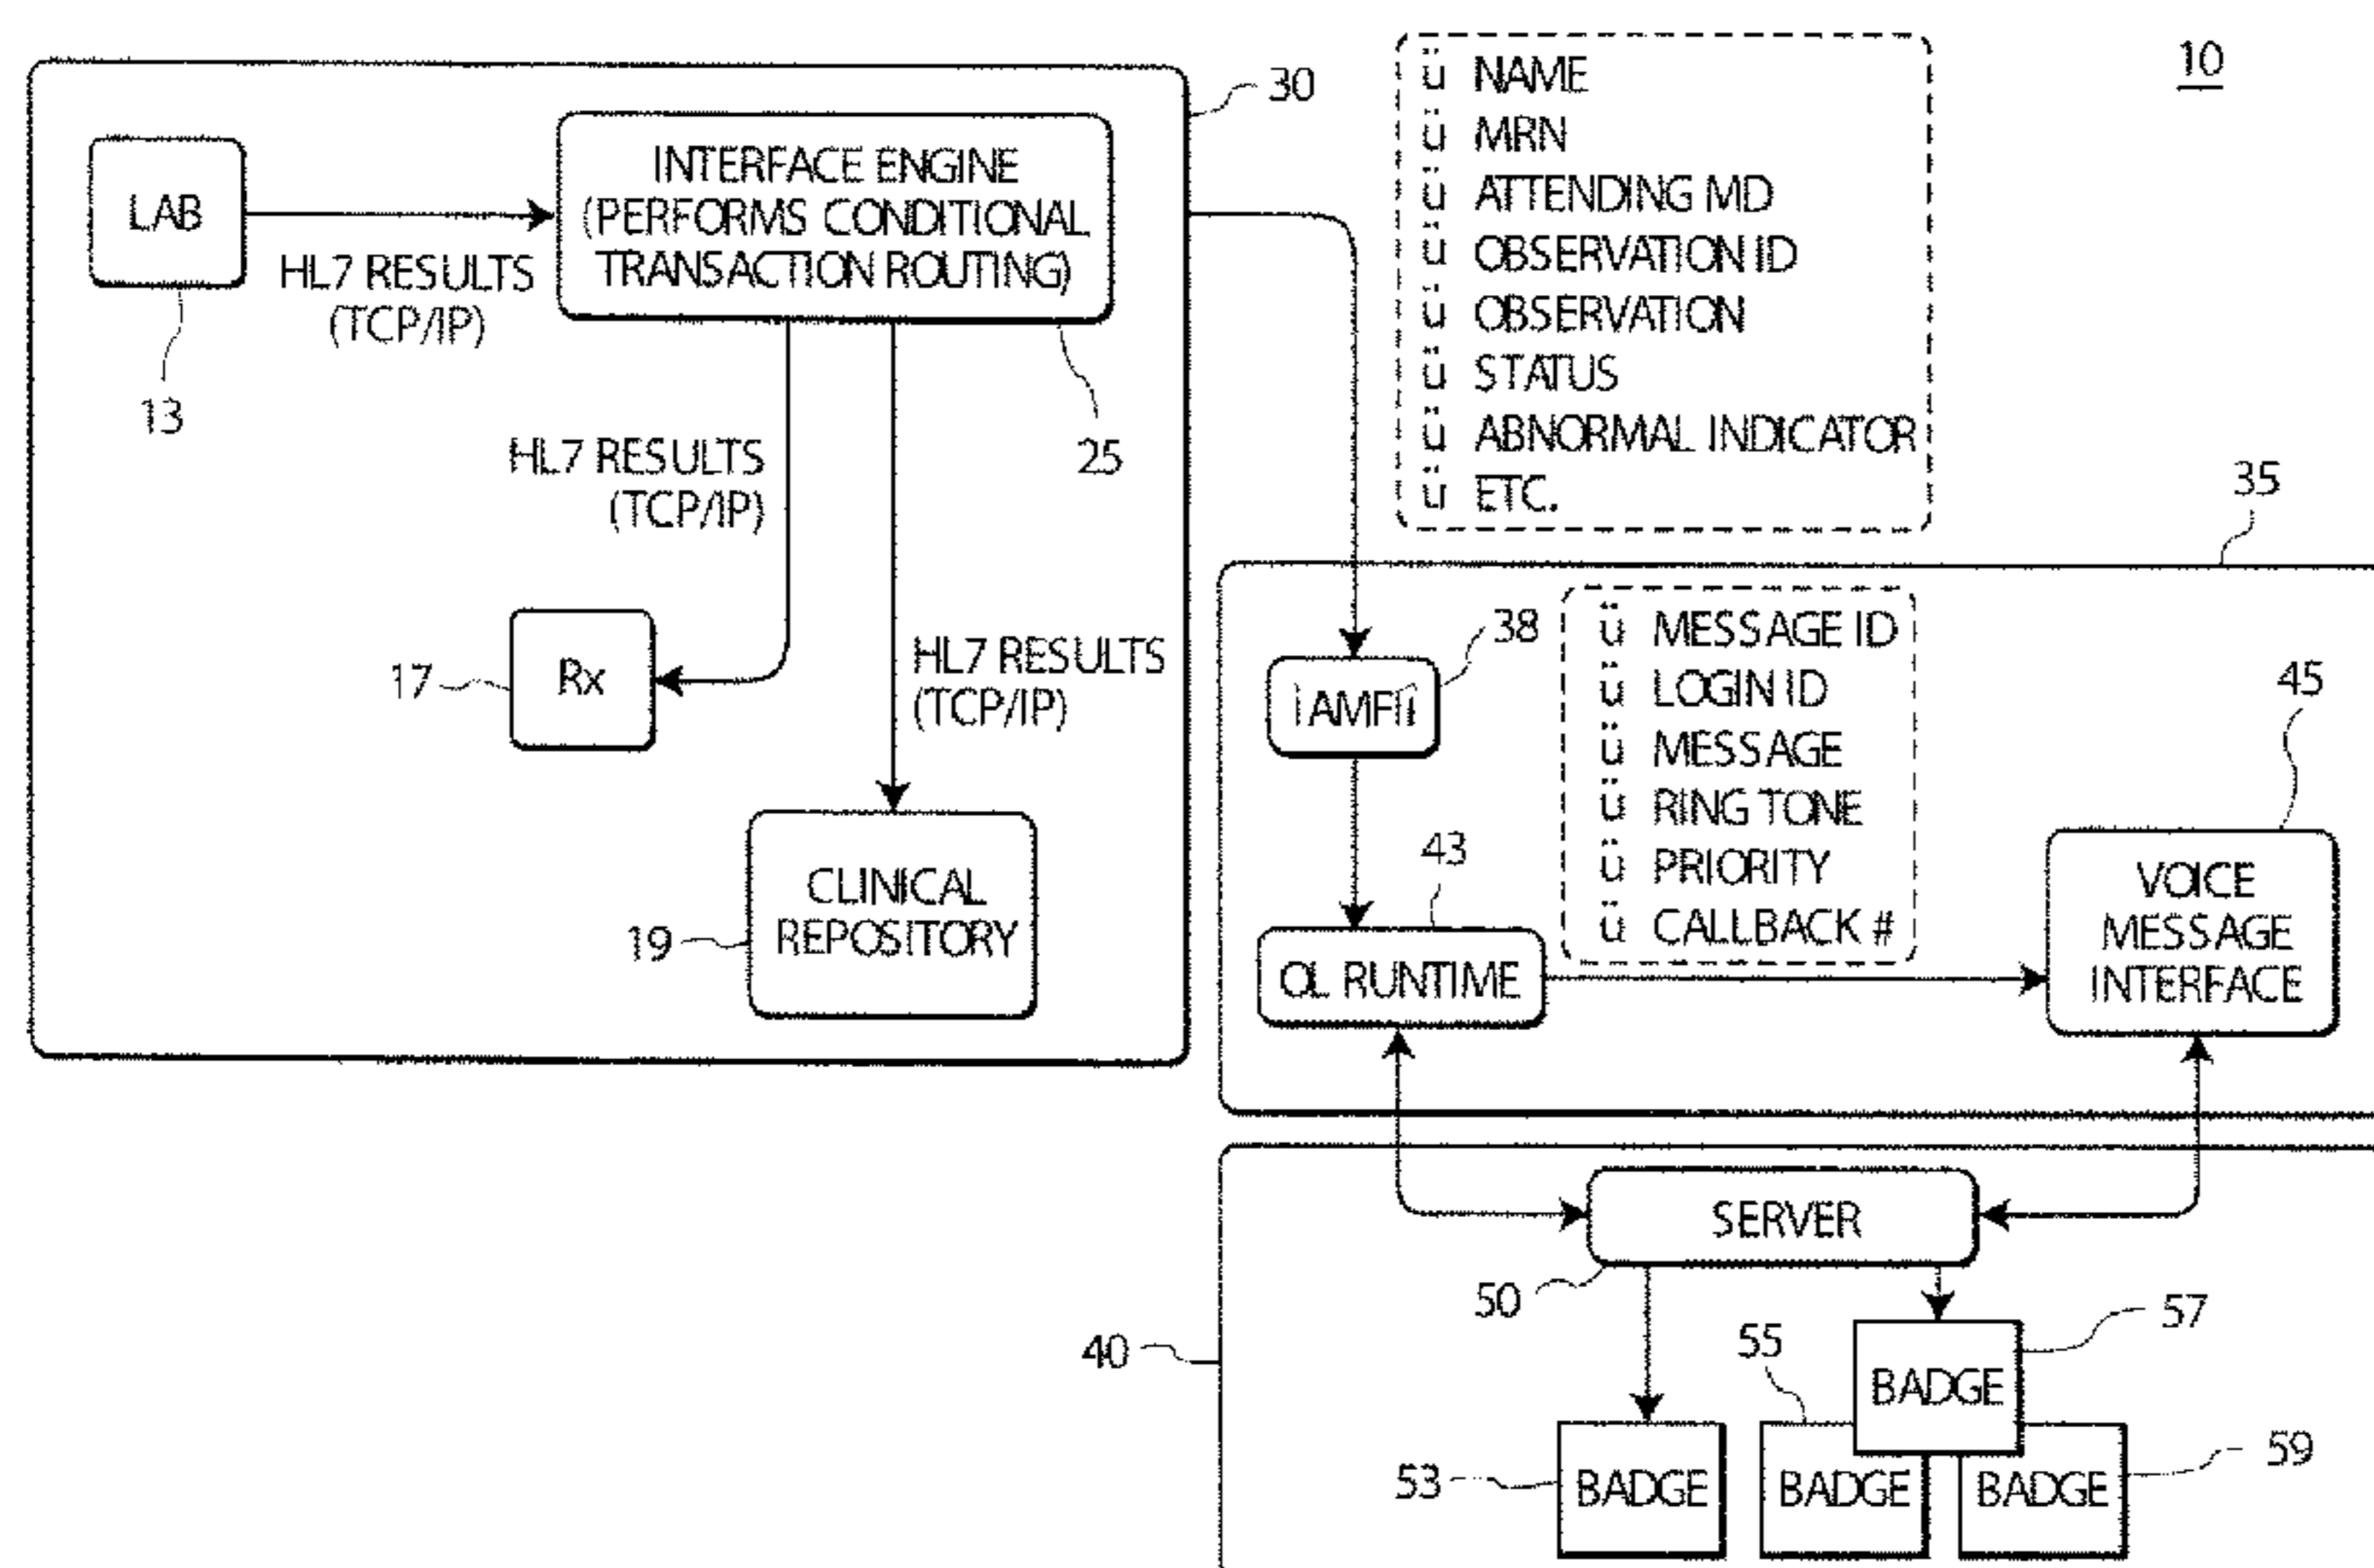 10
30
ü NAME
ü MRN
ü ATTENDING MD
ü OBSERVATION ID
ü OBSERVATION
ü STATUS
ü ABNORMAL INDICATOR
ü ETC.
LAB
INTERFACE ENGINE
(PERFORMS CONDITIONAL
TRANSACTION ROUTING)
HL7 RESULTS
(TCP/IP)
13
25
HL7 RESULTS
(TCP/IP)
Rx
17
HL7 RESULTS
(TCP/IP)
CLINICAL
REPOSITORY
19
35
38
ü MESSAGE ID
ü LOGIN ID
ü MESSAGE
ü RING TONE
ü PRIORITY
ü CALLBACK #
43
OL RUNTIME
45
VOICE
MESSAGE
INTERFACE
SERVER
50
40
57
55
BADGE
53
BADGE
BADGE
BADGE
59